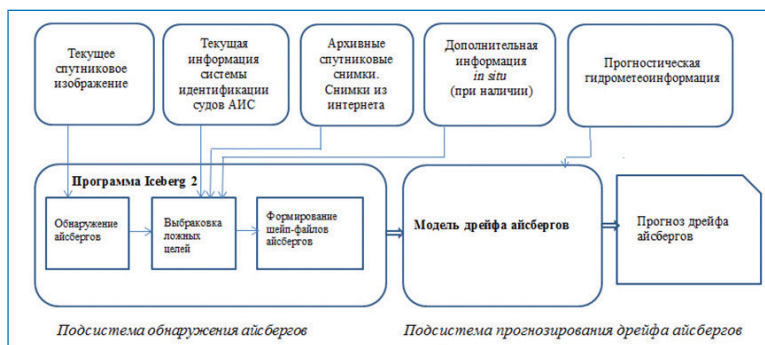 Текущее
спутниковое
изображение
Текущая
информация
системы
идентификации
судов АИС
Архивные
спутниковые
снимки.
Снимки из
интернета
Дополнительная
информация
in situ
(при наличии)
Прогностическая
гидрометеоинформация
Программа Iceberg 2
Обнаружение
айсбергов
Выбраковка
ложных
целей
Формирование
шейп-файлов
айсбергов
Модель дрейфа айсбергов
Прогноз дрейфа
айсбергов
Подсистема обнаружения айсбергов
Подсистема прогнозирования дрейфа айсбергов